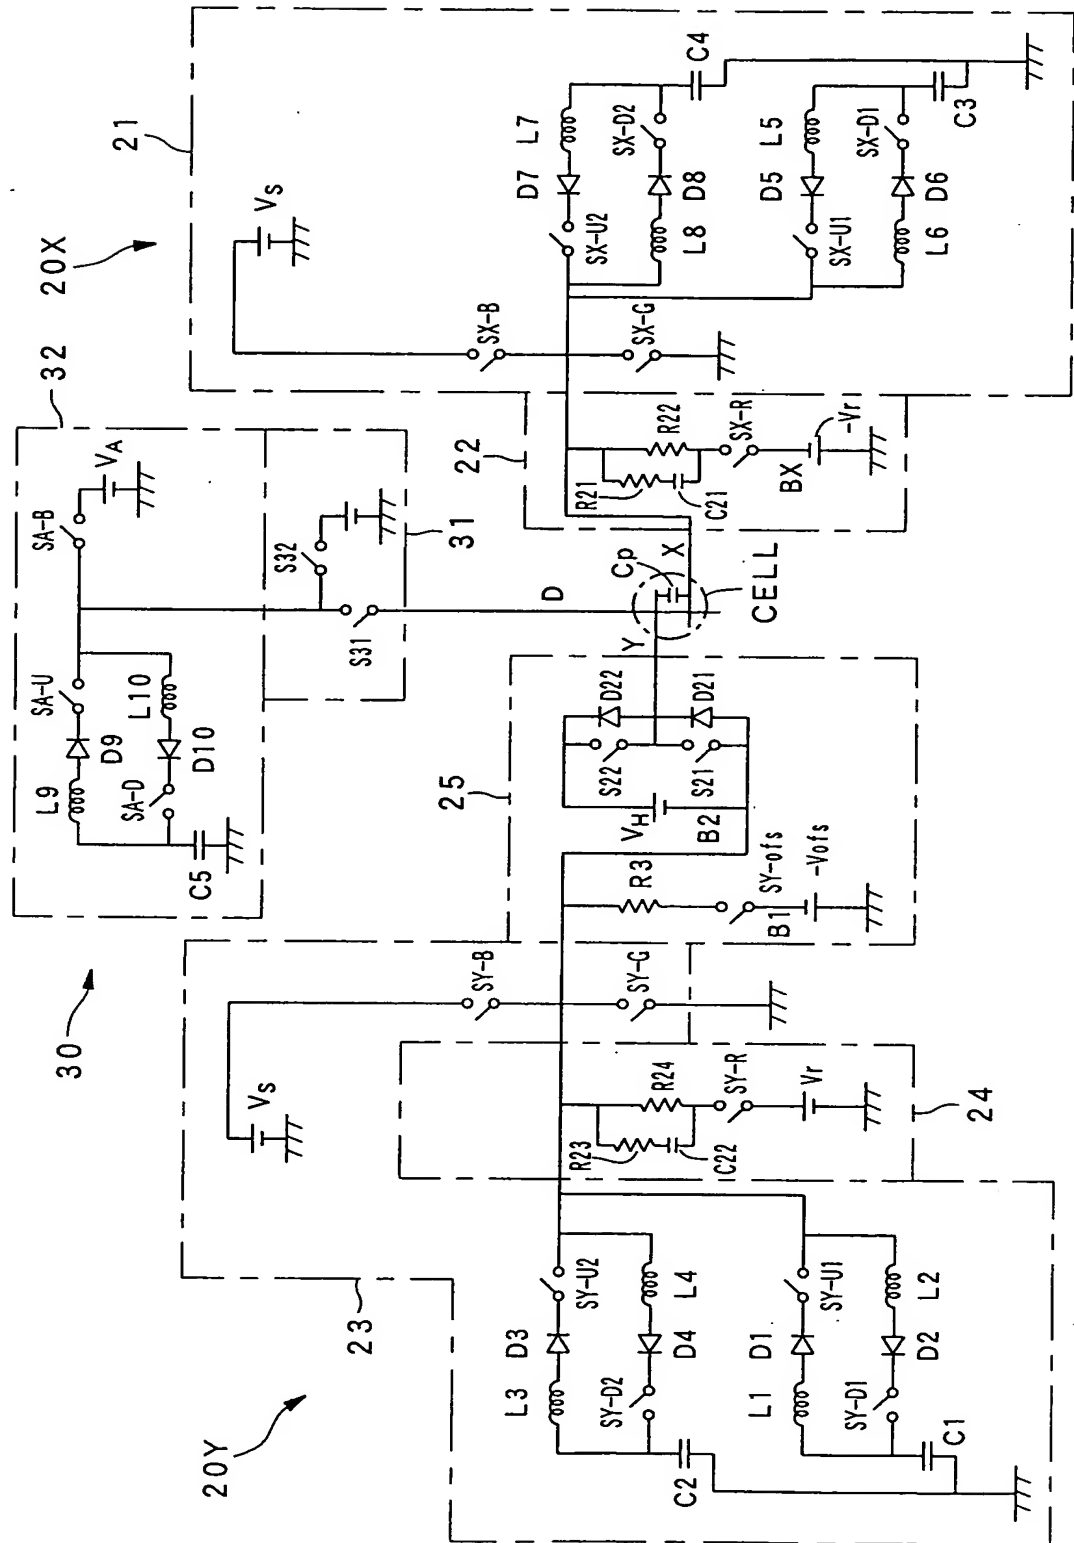 30
32
20X
21
20Y
23
24
25
22
31
SA-B
VA
SA-U
L9
D9
L10
SA-D
D10
C5
S32
S31
D
Vs
SX-B
SX-G
L7
D7
SX-U2
C4
SX-D2
L8
D8
L5
D5
SX-U1
SX-D1
C3
L6
D6
R21
R22
C21
SX-R
BX
-Vr
Cp
X
Y
CELL
D22
S22
D21
S21
VH
B2
R3
SY-ofs
B1
-Vofs
Vs
SY-B
SY-G
R23
R24
C22
SY-R
Vr
L3
D3
SY-U2
SY-D2
D4
L4
C2
L1
D1
SY-U1
SY-D1
D2
L2
C1